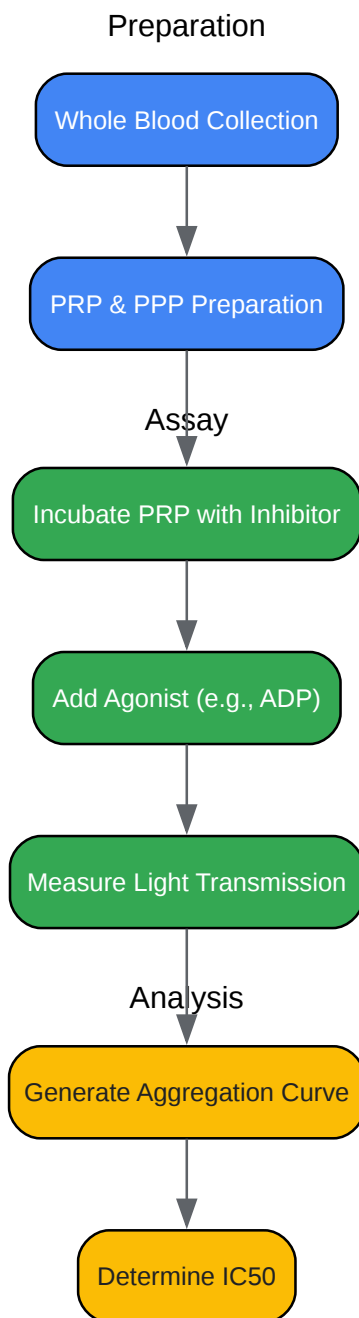 Preparation
Whole Blood Collection
PRP & PPP Preparation
Assay
Incubate PRP with Inhibitor
Add Agonist (e.g., ADP)
Measure Light Transmission
Analysis
Generate Aggregation Curve
Determine IC50